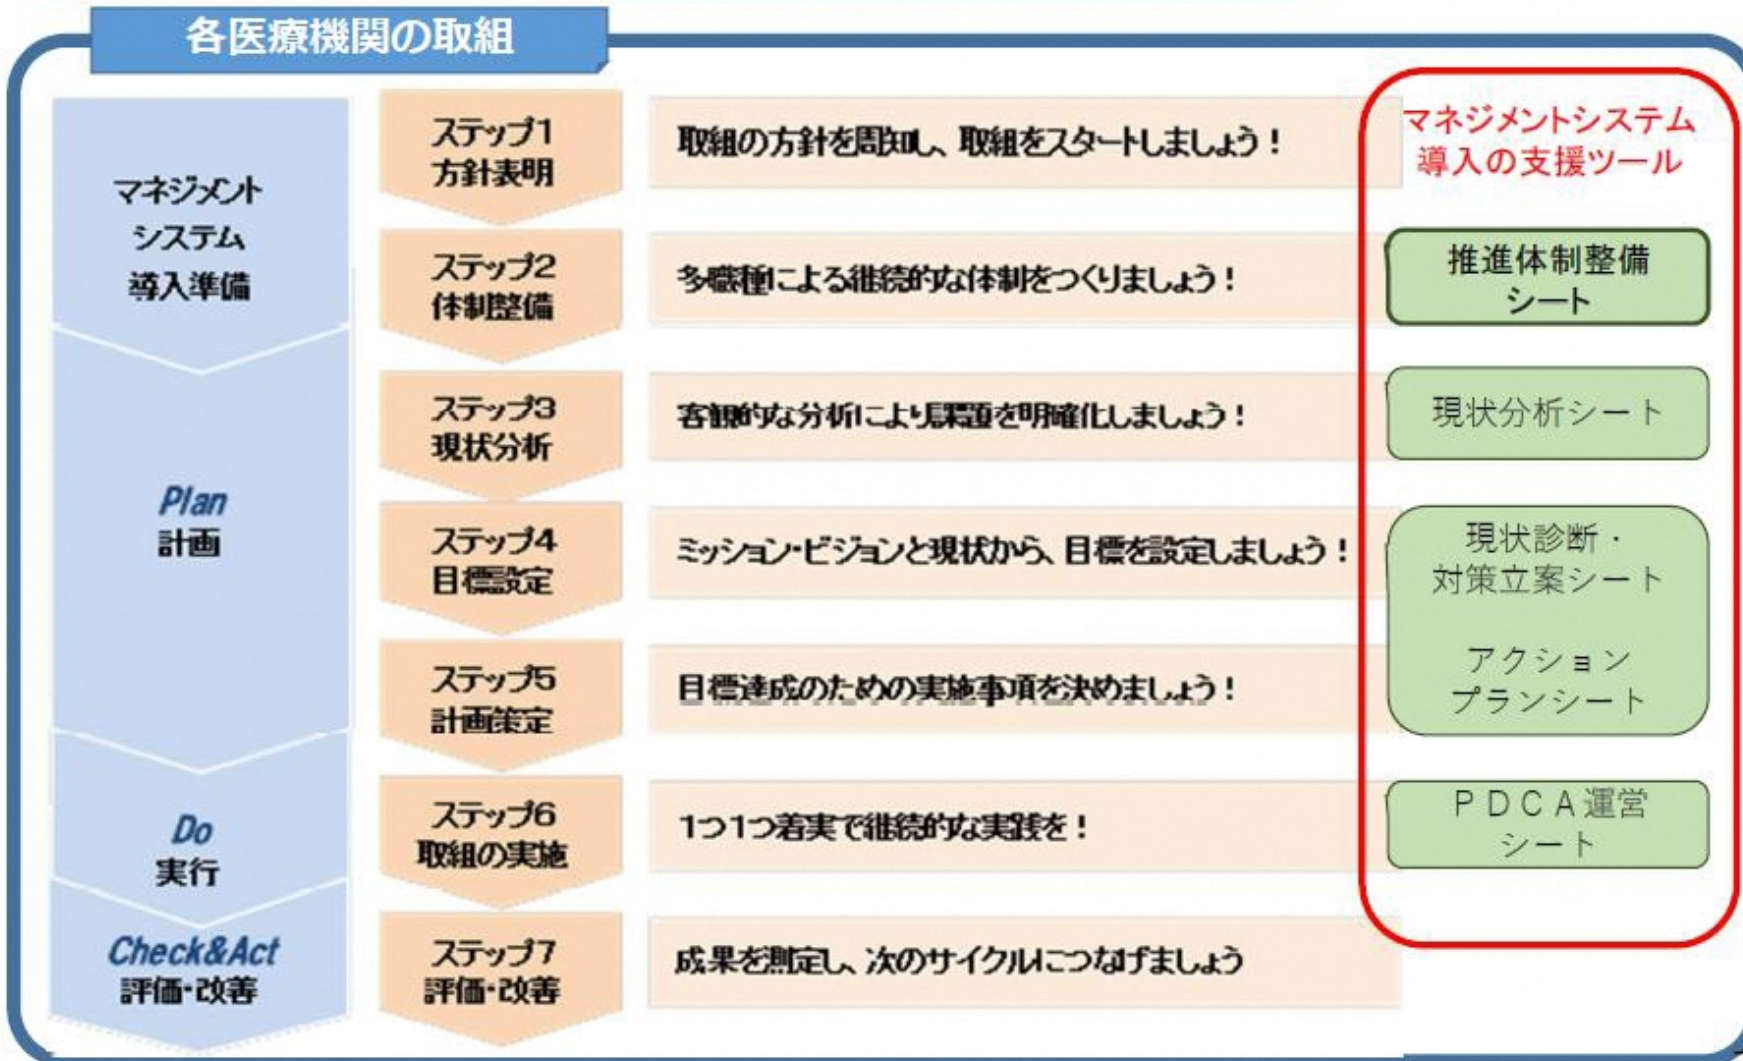 各医療機関の取組
マネジメント
システム
導入準備
ステップ1
方針表明
取組の方針を周知し、取組をスタートしましょう！
マネジメントシステム
導入の支援ツール
ステップ2
体制整備
多職種による継続的な体制をつくりましょう！
推進体制整備
シート
Plan
計画
ステップ3
現状分析
客観的な分析により課題を明確化しましょう！
現状分析シート
ステップ4
目標設定
ミッション・ビジョンと現状から、目標を設定しましょう！
現状診断・
対策立案シート
ステップ5
計画策定
目標達成のための実施事項を決めましょう！
アクション
プランシート
Do
実行
ステップ6
取組の実施
1つ1つ着実で継続的な実践を！
ＰＤＣＡ運営
シート
Check&Act
評価・改善
ステップ7
評価・改善
成果を測定し、次のサイクルにつなげましょう